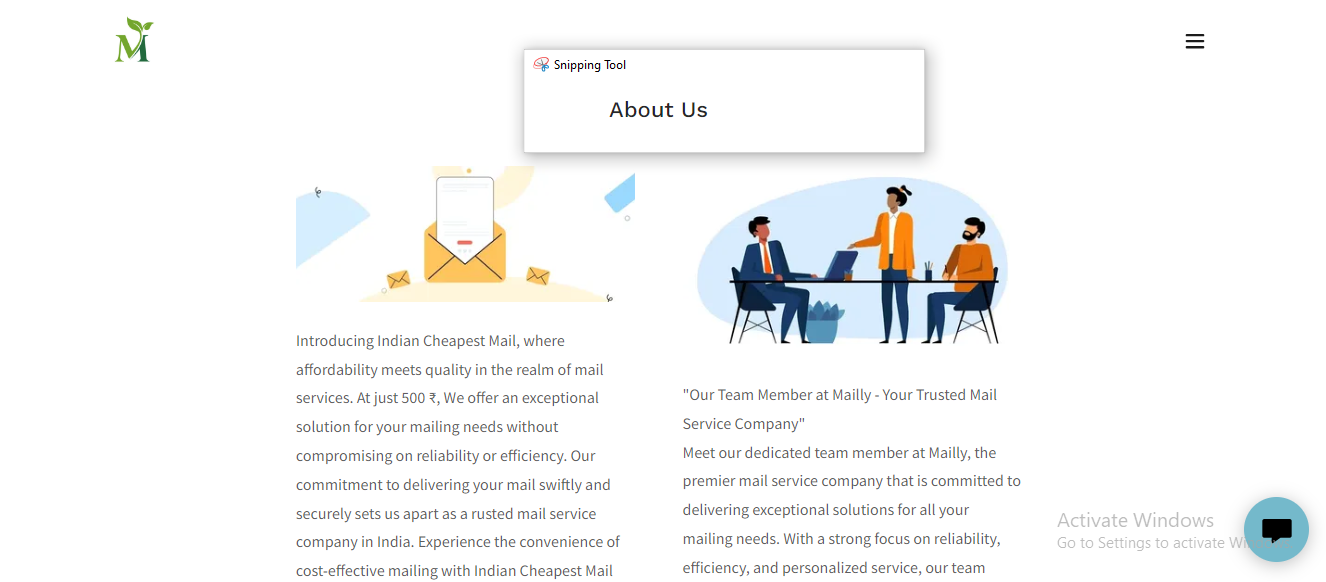 M
Snipping Tool
About Us
Introducing Indian Cheapest Mail, where
affordability meets quality in the realm of mail
services. At just 500 ₹, We offer an exceptional
solution for your mailing needs without
compromising on reliability or efficiency. Our
commitment to delivering your mail swiftly and
securely sets us apart as a rusted mail service
company in India. Experience the convenience of
cost-effective mailing with Indian Cheapest Mail
"Our Team Member at Mailly - Your Trusted Mail
Service Company"
Meet our dedicated team member at Mailly, the
premier mail service company that is committed to
delivering exceptional solutions for all your
mailing needs. With a strong focus on reliability,
efficiency, and personalized service, our team
Activate Windows
Go to Settings to activate